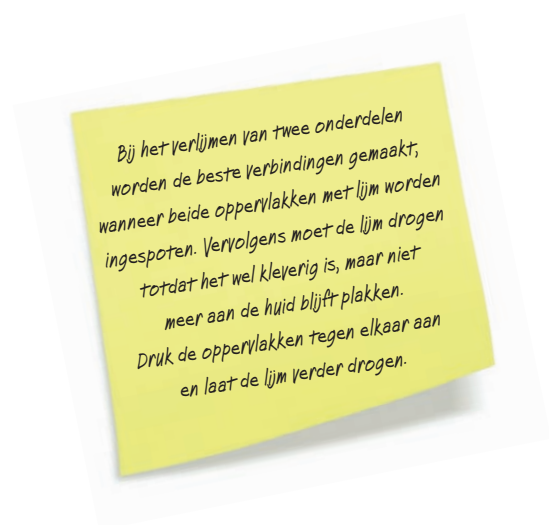 Bij het verlijmen van twee onderdelen
worden de beste verbindingen gemaakt,
wanneer beide oppervlakken met lijm worden
ingespoten. Vervolgens moet de lijm drogen
totdat het wel kleverig is, maar niet
meer aan de huid blijft plakken.
Druk de oppervlakken tegen elkaar aan
en laat de lijm verder drogen.